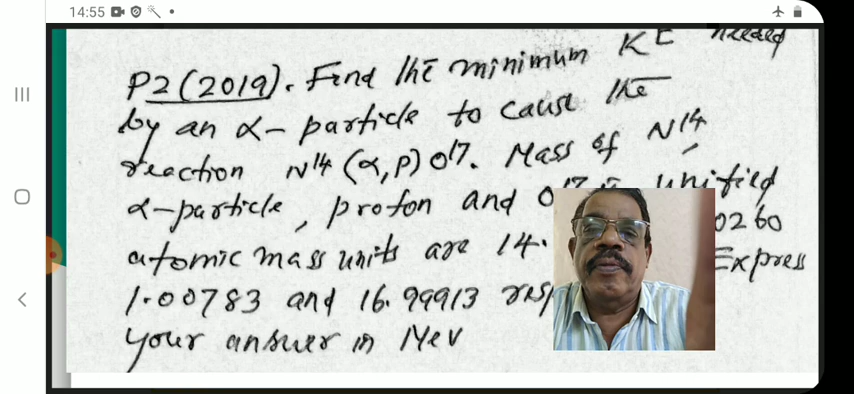 14:55
P2 (2019). Find the minimum KE needed
by an α-particle to cause the
reaction N14 (α, p) O17. Mass of N14
α-particle, proton and O17 unified
atomic mass units are 14. 0260
1.00783 and 16.99913 Express
your answer in MeV